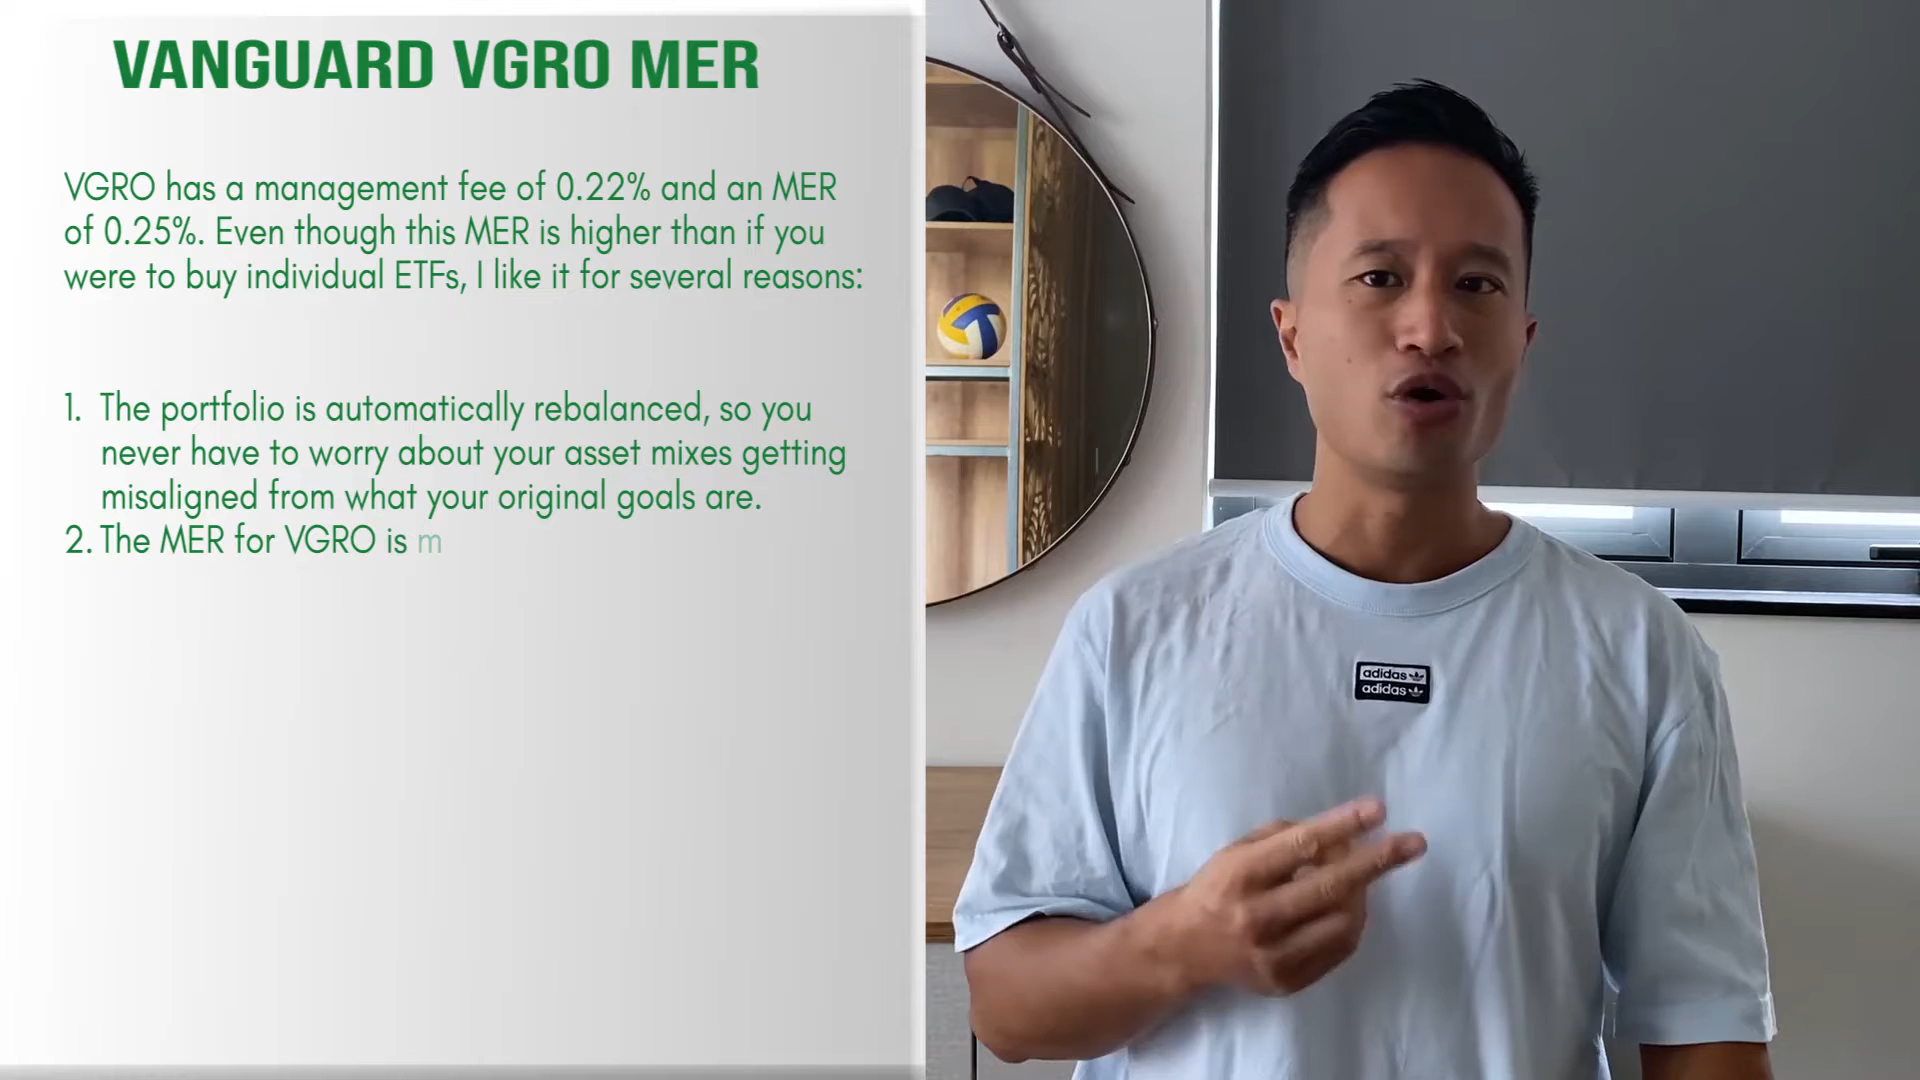 VANGUARD VGRO MER
VGRO has a management fee of 0.22% and an MER
of 0.25%. Even though this MER is higher than if you
were to buy individual ETFs, I like it for several reasons:
1. The portfolio is automatically rebalanced, so you
never have to worry about your asset mixes getting
misaligned from what your original goals are.
2. The MER for VGRO is m
adidas
adidas